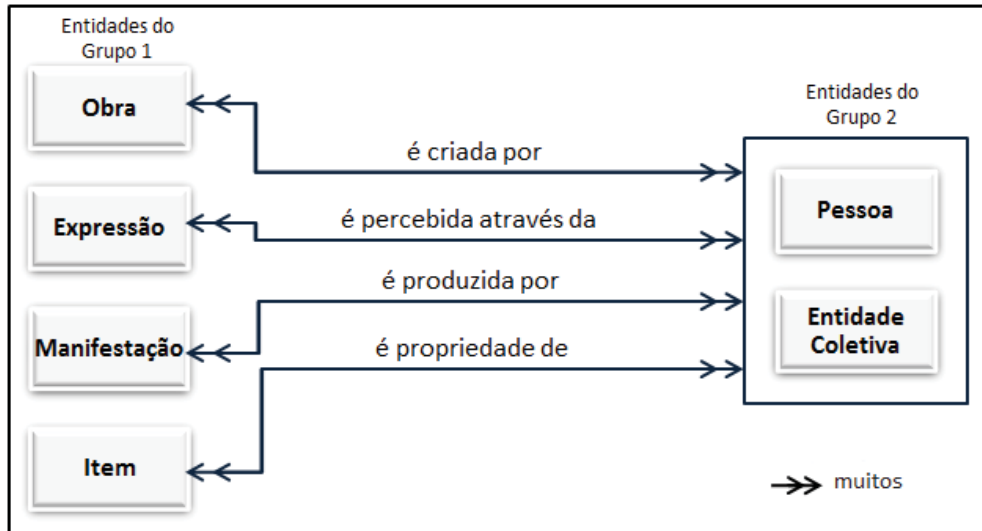 Entidades do
Grupo 1
Obra
Expressão
Manifestação
Item
é criada por
é percebida através da
é produzida por
é propriedade de
Entidades do
Grupo 2
Pessoa
Entidade
Coletiva
muitos